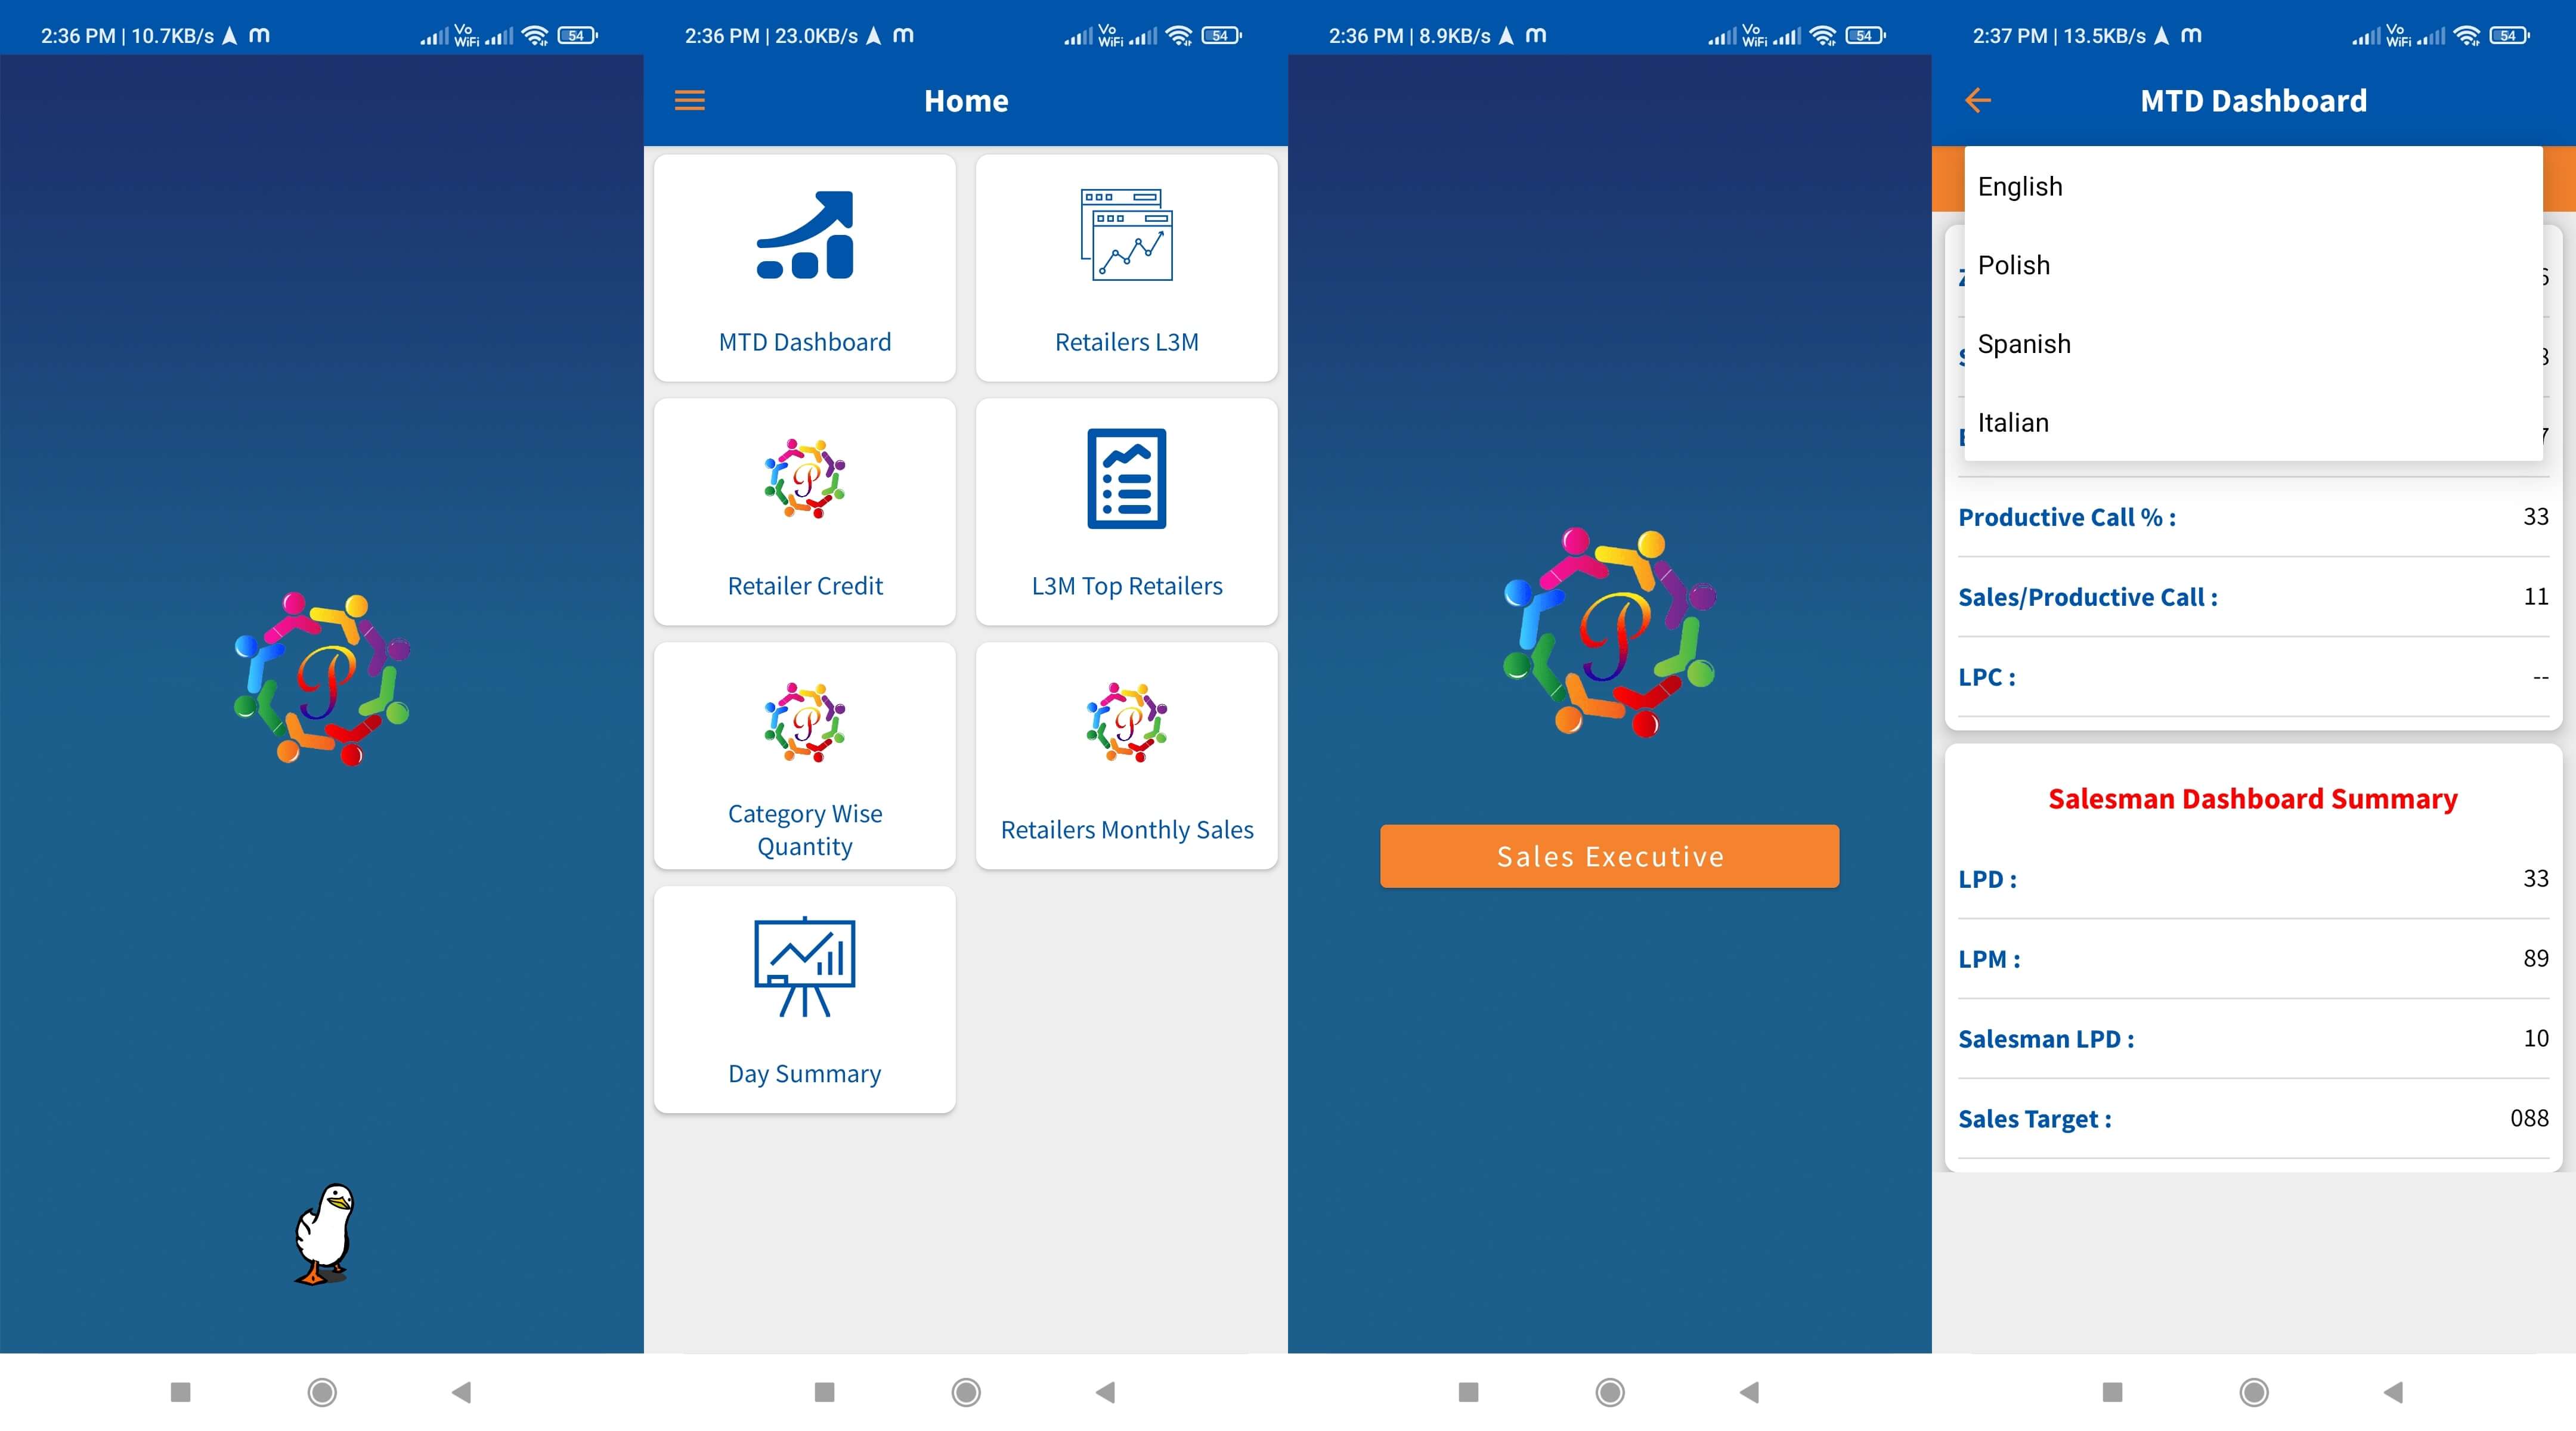 2:36 PM | 10.7KB/s
Vo
WiFi
54
P
2:36 PM | 23.0KB/s
Vo
WiFi
54
Home
MTD Dashboard
Retailers L3M
P
Retailer Credit
L3M Top Retailers
P
Category Wise
Quantity
P
Retailers Monthly Sales
Day Summary
2:36 PM | 8.9KB/s
Vo
WiFi
54
P
Sales Executive
2:37 PM | 13.5KB/s
Vo
WiFi
54
MTD Dashboard
English
Polish
Spanish
Italian
Productive Call % : 33
Sales/Productive Call : 11
LPC : --
Salesman Dashboard Summary
LPD : 33
LPM : 89
Salesman LPD : 10
Sales Target : 088